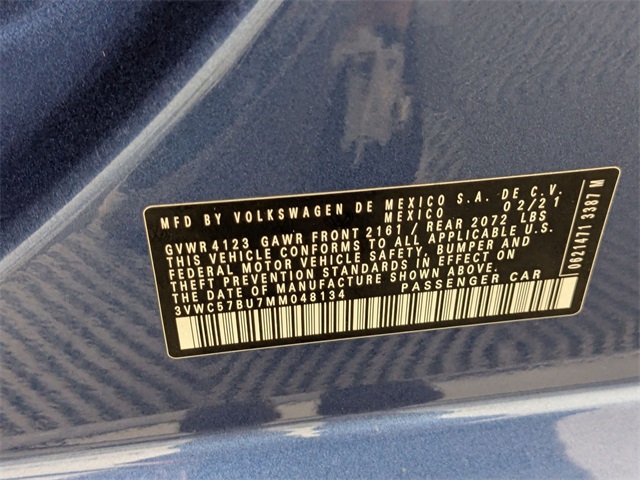 MFD BY VOLKSWAGEN DE MEXICO S.A. DE C.V.
MEXICO 02/21
GVWR 4123 GAWR FRONT 2161 / REAR 2072 LBS
THIS VEHICLE CONFORMS TO ALL APPLICABLE U.S.
FEDERAL MOTOR VEHICLE SAFETY, BUMPER AND
THEFT PREVENTION STANDARDS IN EFFECT ON
THE DATE OF MANUFACTURE SHOWN ABOVE.
3VWC57BU7MM048134 PASSENGER CAR
0021471 3387 M